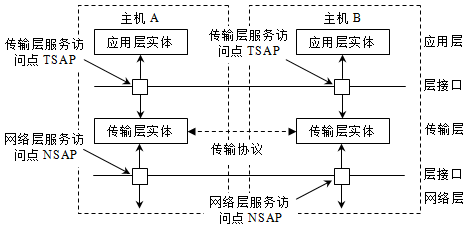 主机 A
主机 B
传输层服务访
问点 TSAP
应用层实体
传输层服务访
问点 TSAP
应用层实体
应用层
层接口
网络层服务访
问点 NSAP
传输层实体
传输协议
传输层实体
传输层
层接口
网络层服务访
问点 NSAP
网络层